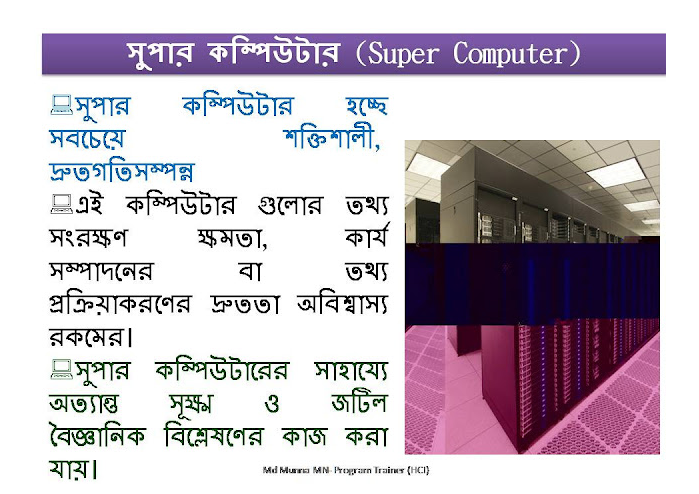 সুপার কম্পিউটার (Super Computer)
সুপার কম্পিউটার হচ্ছে
সবচেয়ে শক্তিশালী,
দ্রুতগতিসম্পন্ন
এই কম্পিউটার গুলোর তথ্য
সংরক্ষণ ক্ষমতা, কার্য
সম্পাদনের বা তথ্য
প্রক্রিয়াকরণের দ্রুততা অবিশ্বাস্য
রকমের।
সুপার কম্পিউটারের সাহায্যে
অত্যান্ত সূক্ষ্ম ও জটিল
বৈজ্ঞানিক বিশ্লেষণের কাজ করা
যায়।
Md Munna MN- Program Trainer (HCI)